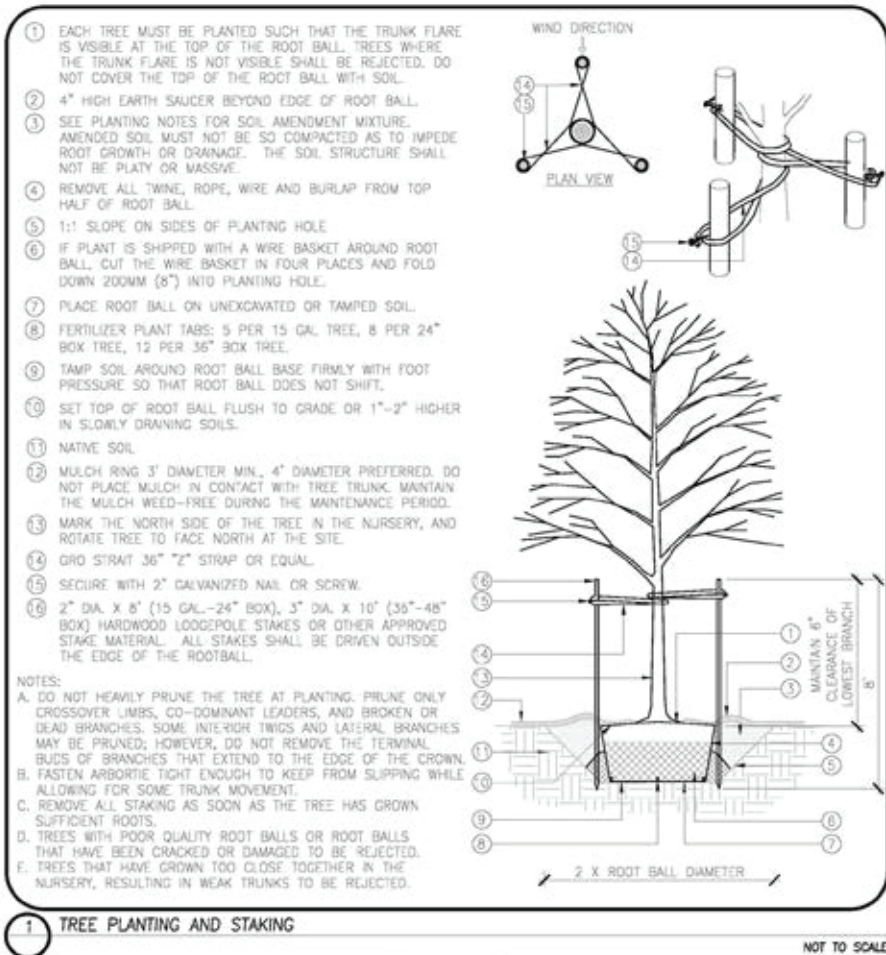 1 EACH TREE MUST BE PLANTED SUCH THAT THE TRUNK FLARE
IS VISIBLE AT THE TOP OF THE ROOT BALL. TREES WHERE
THE TRUNK FLARE IS NOT VISIBLE SHALL BE REJECTED. DO
NOT COVER THE TOP OF THE ROOT BALL WITH SOIL.
2 4" HIGH EARTH SAUCER BEYOND EDGE OF ROOT BALL.
3 SEE PLANTING NOTES FOR SOIL AMENDMENT MIXTURE.
AMENDED SOIL MUST NOT BE SO COMPACTED AS TO IMPEDE
ROOT GROWTH OR DRAINAGE. THE SOIL STRUCTURE SHALL
NOT BE PLATY OR MASSIVE.
4 REMOVE ALL TWINE, ROPE, WIRE AND BURLAP FROM TOP
HALF OF ROOT BALL.
5 1:1 SLOPE ON SIDES OF PLANTING HOLE
6 IF PLANT IS SHIPPED WITH A WIRE BASKET AROUND ROOT
BALL, CUT THE WIRE BASKET IN FOUR PLACES AND FOLD
DOWN 200MM (8") INTO PLANTING HOLE.
7 PLACE ROOT BALL ON UNEXCAVATED OR TAMPED SOIL.
8 FERTILIZER PLANT TABS: 5 PER 15 GAL TREE, 8 PER 24"
BOX TREE, 12 PER 36" BOX TREE.
9 TAMP SOIL AROUND ROOT BALL BASE FIRMLY WITH FOOT
PRESSURE SO THAT ROOT BALL DOES NOT SHIFT.
10 SET TOP OF ROOT BALL FLUSH TO GRADE OR 1"-2" HIGHER
IN SLOWLY DRAINING SOILS.
11 NATIVE SOIL
12 MULCH RING 3' DIAMETER MIN., 4' DIAMETER PREFERRED. DO
NOT PLACE MULCH IN CONTACT WITH TREE TRUNK. MAINTAIN
THE MULCH WEED-FREE DURING THE MAINTENANCE PERIOD.
13 MARK THE NORTH SIDE OF THE TREE IN THE NURSERY, AND
ROTATE TREE TO FACE NORTH AT THE SITE.
14 GRO STRAIT 36" "Z" STRAP OR EQUAL.
15 SECURE WITH 2" GALVANIZED NAIL OR SCREW.
16 2" DIA. X 8' (15 GAL.-24" BOX), 3" DIA. X 10' (36"-48"
BOX) HARDWOOD LODGEPOLE STAKES OR OTHER APPROVED
STAKE MATERIAL. ALL STAKES SHALL BE DRIVEN OUTSIDE
THE EDGE OF THE ROOTBALL.
NOTES:
A. DO NOT HEAVILY PRUNE THE TREE AT PLANTING. PRUNE ONLY
CROSSOVER LIMBS, CO-DOMINANT LEADERS, AND BROKEN OR
DEAD BRANCHES. SOME INTERIOR TWIGS AND LATERAL BRANCHES
MAY BE PRUNED; HOWEVER, DO NOT REMOVE THE TERMINAL
BUDS OF BRANCHES THAT EXTEND TO THE EDGE OF THE CROWN.
B. FASTEN ARBORTIE TIGHT ENOUGH TO KEEP FROM SLIPPING WHILE
ALLOWING FOR SOME TRUNK MOVEMENT.
C. REMOVE ALL STAKING AS SOON AS THE TREE HAS GROWN
SUFFICIENT ROOTS.
D. TREES WITH POOR QUALITY ROOT BALLS OR ROOT BALLS
THAT HAVE BEEN CRACKED OR DAMAGED TO BE REJECTED.
E. TREES THAT HAVE GROWN TOO CLOSE TOGETHER IN THE
NURSERY, RESULTING IN WEAK TRUNKS TO BE REJECTED.
WIND DIRECTION
14
15
PLAN VIEW
15
14
16
15
14
13
12
11
10
9
8
1
2
3
4
5
6
7
MAINTAIN 6"
CLEARANCE OF
LOWEST BRANCH
8'
2 X ROOT BALL DIAMETER
1 TREE PLANTING AND STAKING
NOT TO SCALE